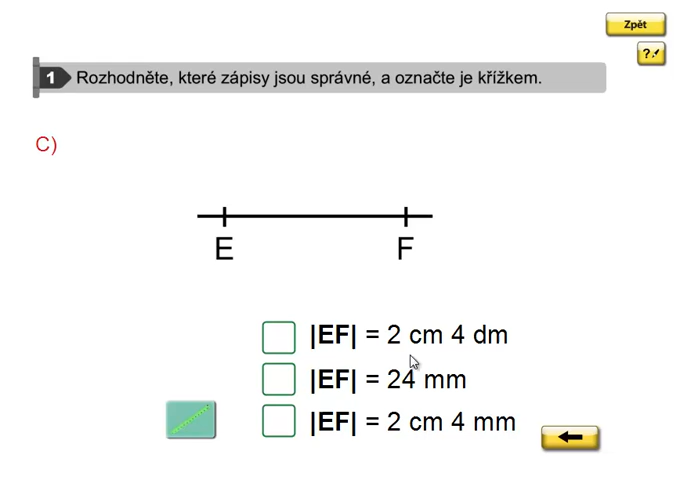 Zpět
?
1 Rozhodněte, které zápisy jsou správné, a označte je křížkem.
C)
E F
|EF| = 2 cm 4 dm
|EF| = 24 mm
|EF| = 2 cm 4 mm